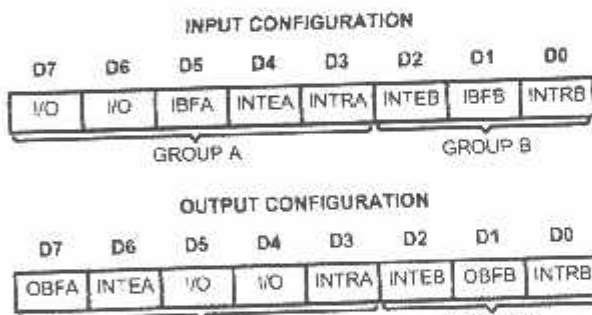 INPUT CONFIGURATION
D7 D6 D5 D4 D3 D2 D1 D0
I/O I/O IBFA INTEA INTRA INTEB IBFB INTRB
GROUP A GROUP B
OUTPUT CONFIGURATION
D7 D6 D5 D4 D3 D2 D1 D0
OBFA INTEA I/O I/O INTRA INTEB OBFB INTRB